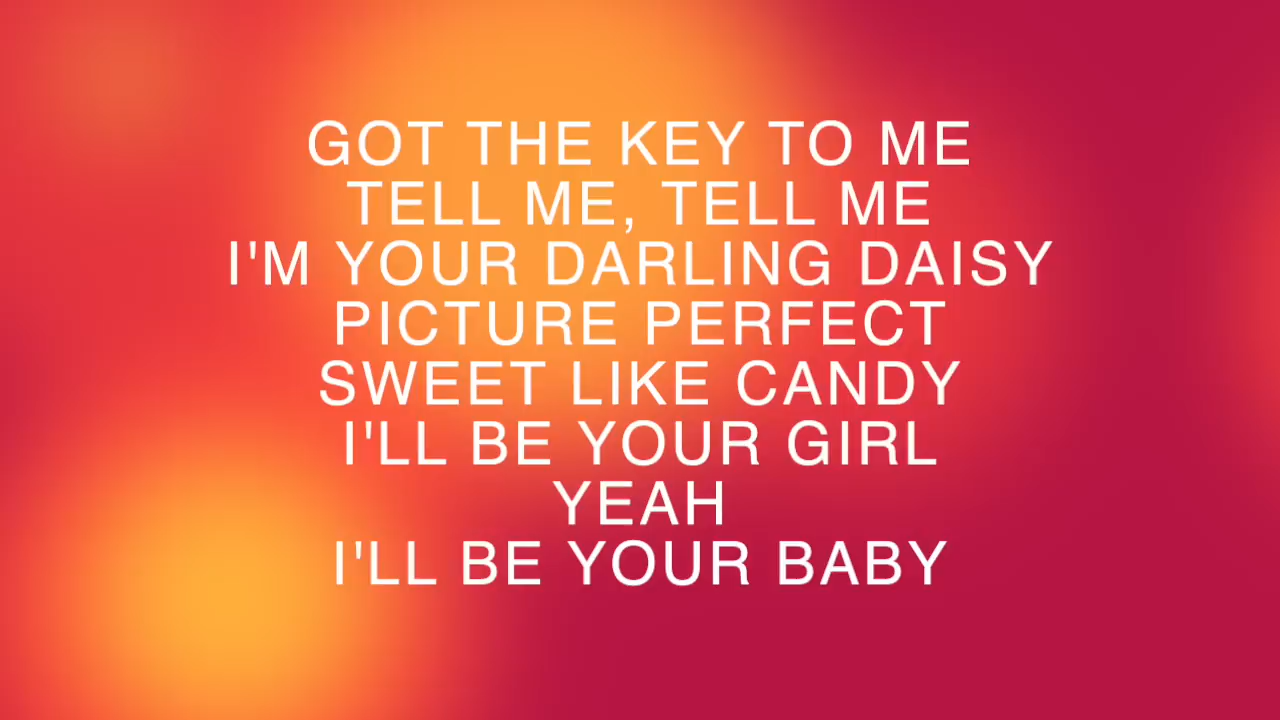 GOT THE KEY TO ME
TELL ME, TELL ME
I'M YOUR DARLING DAISY
PICTURE PERFECT
SWEET LIKE CANDY
I'LL BE YOUR GIRL
YEAH
I'LL BE YOUR BABY